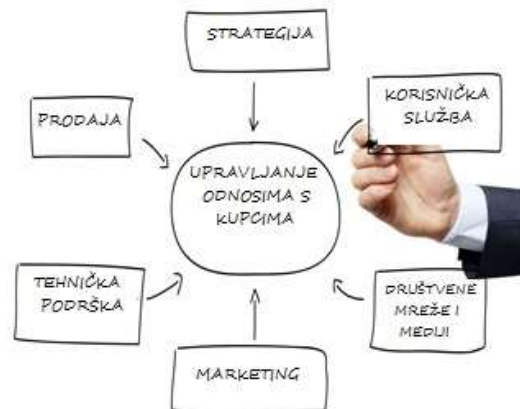 STRATEGIJA
PRODAJA
KORISNIČKA
SLUŽBA
UPRAVLJANJE
ODNOSIMA S
KUPCIMA
TEHNIČKA
PODRŠKA
DRUŠTVENE
MREŽE I
MEDIJI
MARKETING